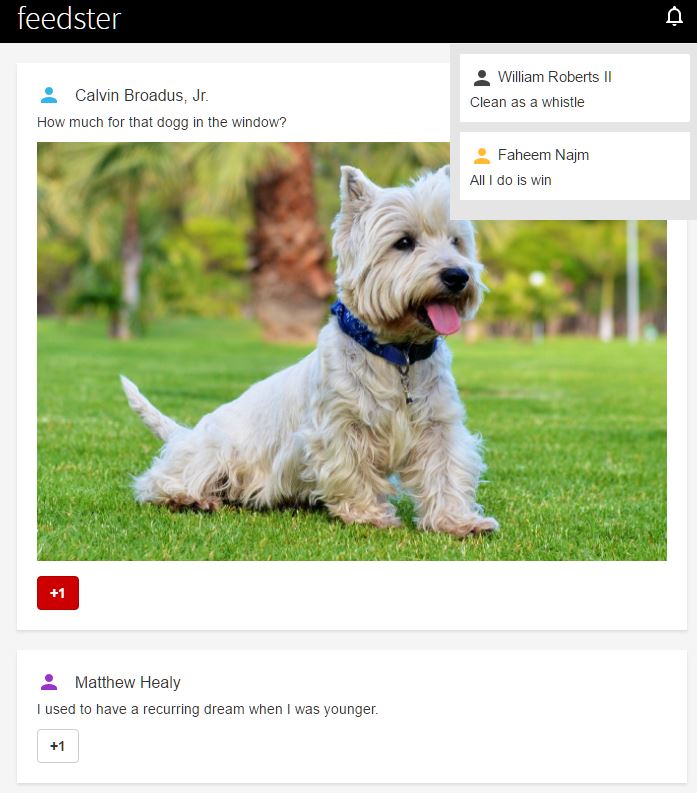 feedster
Calvin Broadus, Jr.
How much for that dogg in the window?
William Roberts II
Clean as a whistle
Faheem Najm
All I do is win
+1
Matthew Healy
I used to have a recurring dream when I was younger.
+1